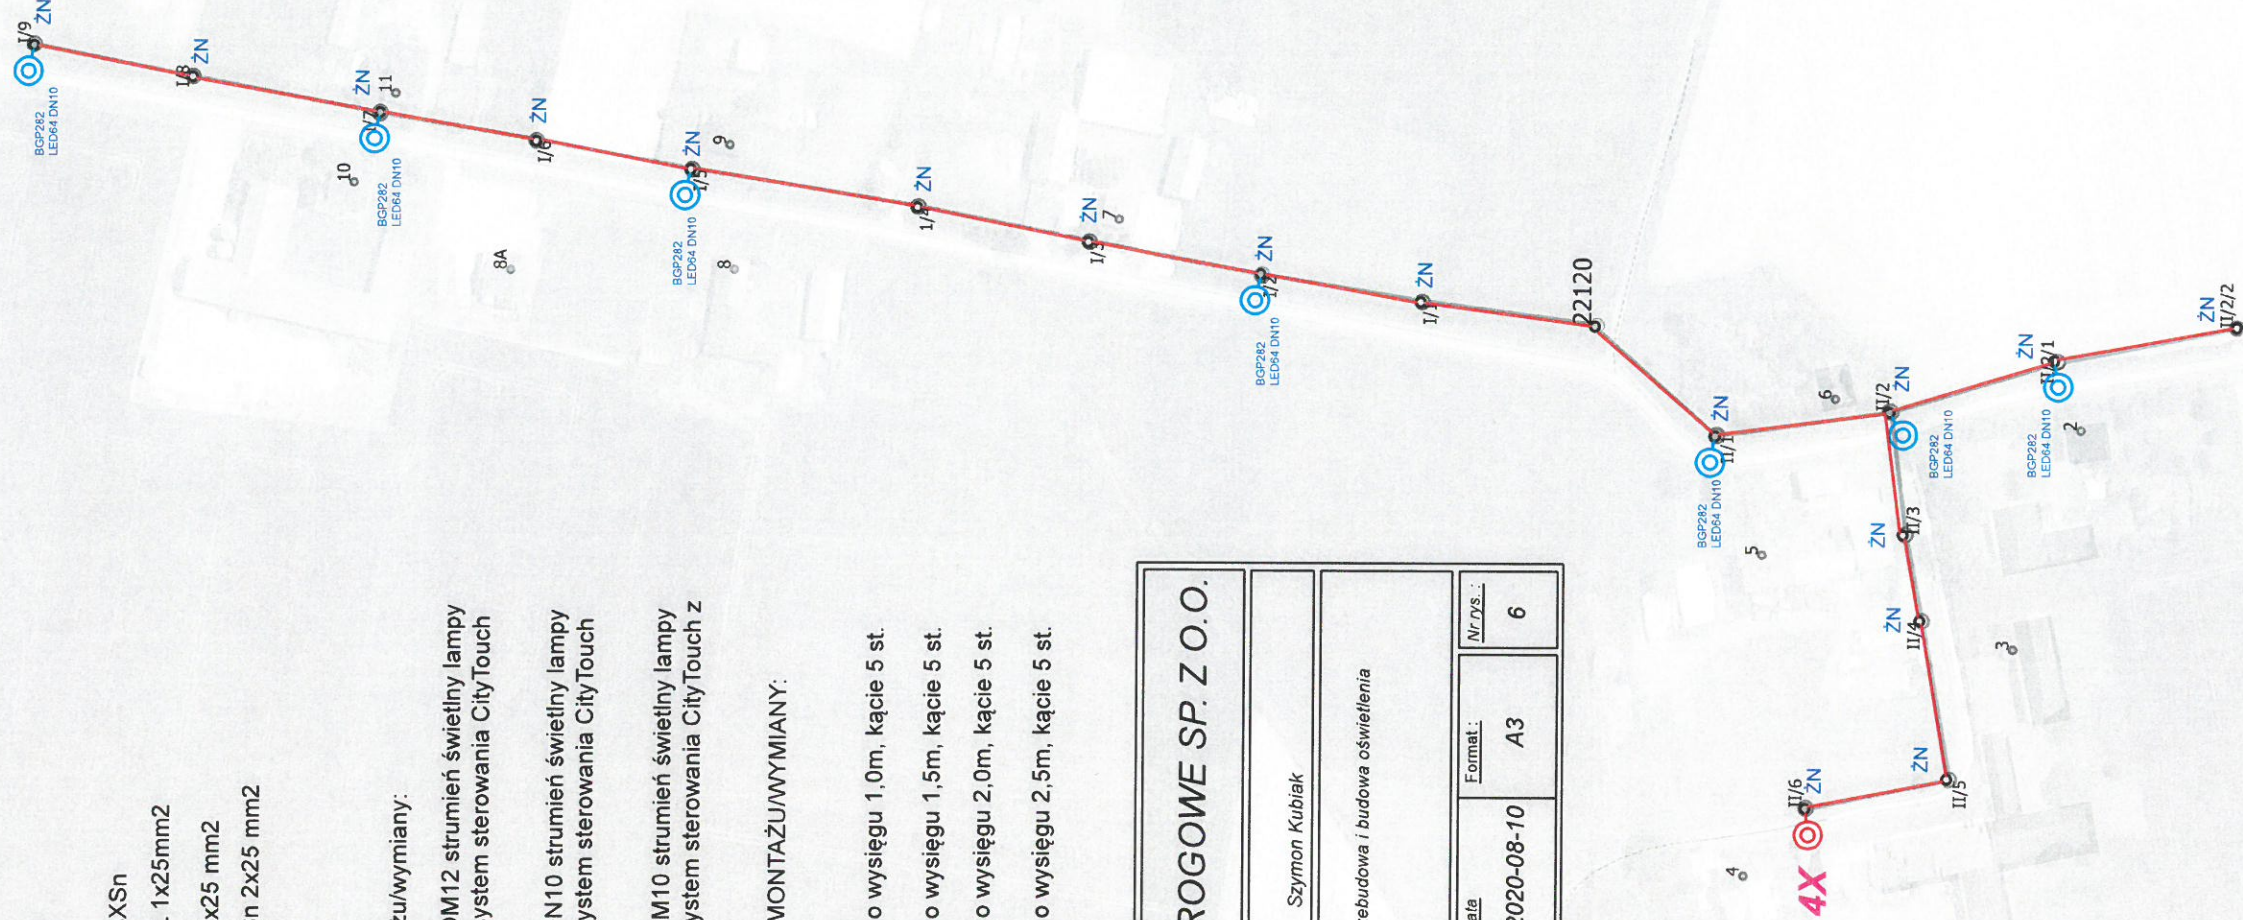 I/9
ŻN
BGP282
LED64 DN10
I/8
ŻN
ŻN
11
I/7
10
BGP282
LED64 DN10
ŻN
I/6
8A
ŻN
I/5
9
BGP282
LED64 DN10
8
ŻN
1/4
ŻN
I/3
7
ŻN
I/2
BGP282
LED64 DN10
ŻN
I/1
22120
ŻN
II/1
BGP282
LED64 DN10
5
6
II/2
ŻN
BGP282
LED64 DN10
ŻN
II/2/1
BGP282
LED64 DN10
2
ŻN
II/2/2
ŻN
II/3
ŻN
II/4
3
ŻN
II/5
II/6
ŻN
4
4X
XSn
1x25mm2
x25 mm2
n 2x25 mm2
zu/wymiany:
M12 strumień świetlny lampy
ystem sterowania CityTouch
N10 strumień świetlny lampy
ystem sterowania CityTouch
M10 strumień świetlny lampy
ystem sterowania CityTouch z
MONTAŻU/WYMIANY:
o wysięgu 1,0m, kącie 5 st.
o wysięgu 1,5m, kącie 5 st.
o wysięgu 2,0m, kącie 5 st.
o wysięgu 2,5m, kącie 5 st.
ROGOWE SP. Z O.O.
Szymon Kubiak
rebudowa i budowa oświetlenia
ata
Format:
Nr rys.:
2020-08-10
A3
6